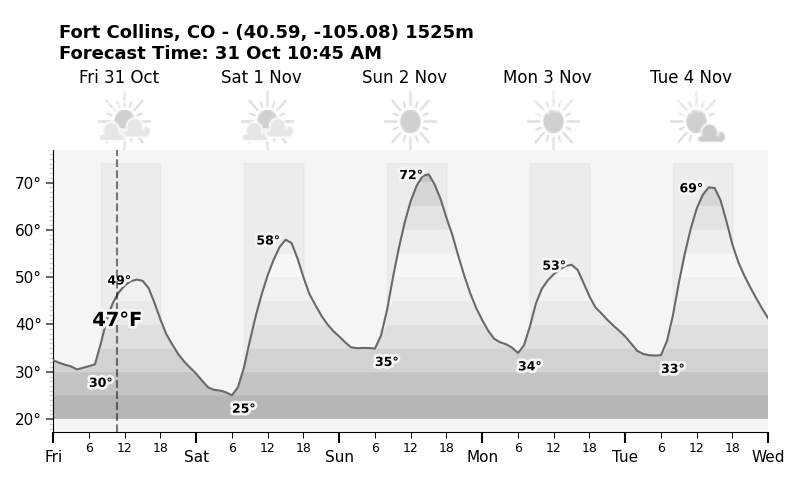 Fort Collins, CO - (40.59, -105.08) 1525m
Forecast Time: 31 Oct 10:45 AM
Fri 31 Oct Sat 1 Nov Sun 2 Nov Mon 3 Nov Tue 4 Nov
70°
60°
50°
40°
30°
20°
49°
47°F
30°
58°
25°
72°
35°
53°
34°
69°
33°
6 12 18 6 12 18 6 12 18 6 12 18 6 12 18
Fri Sat Sun Mon Tue Wed